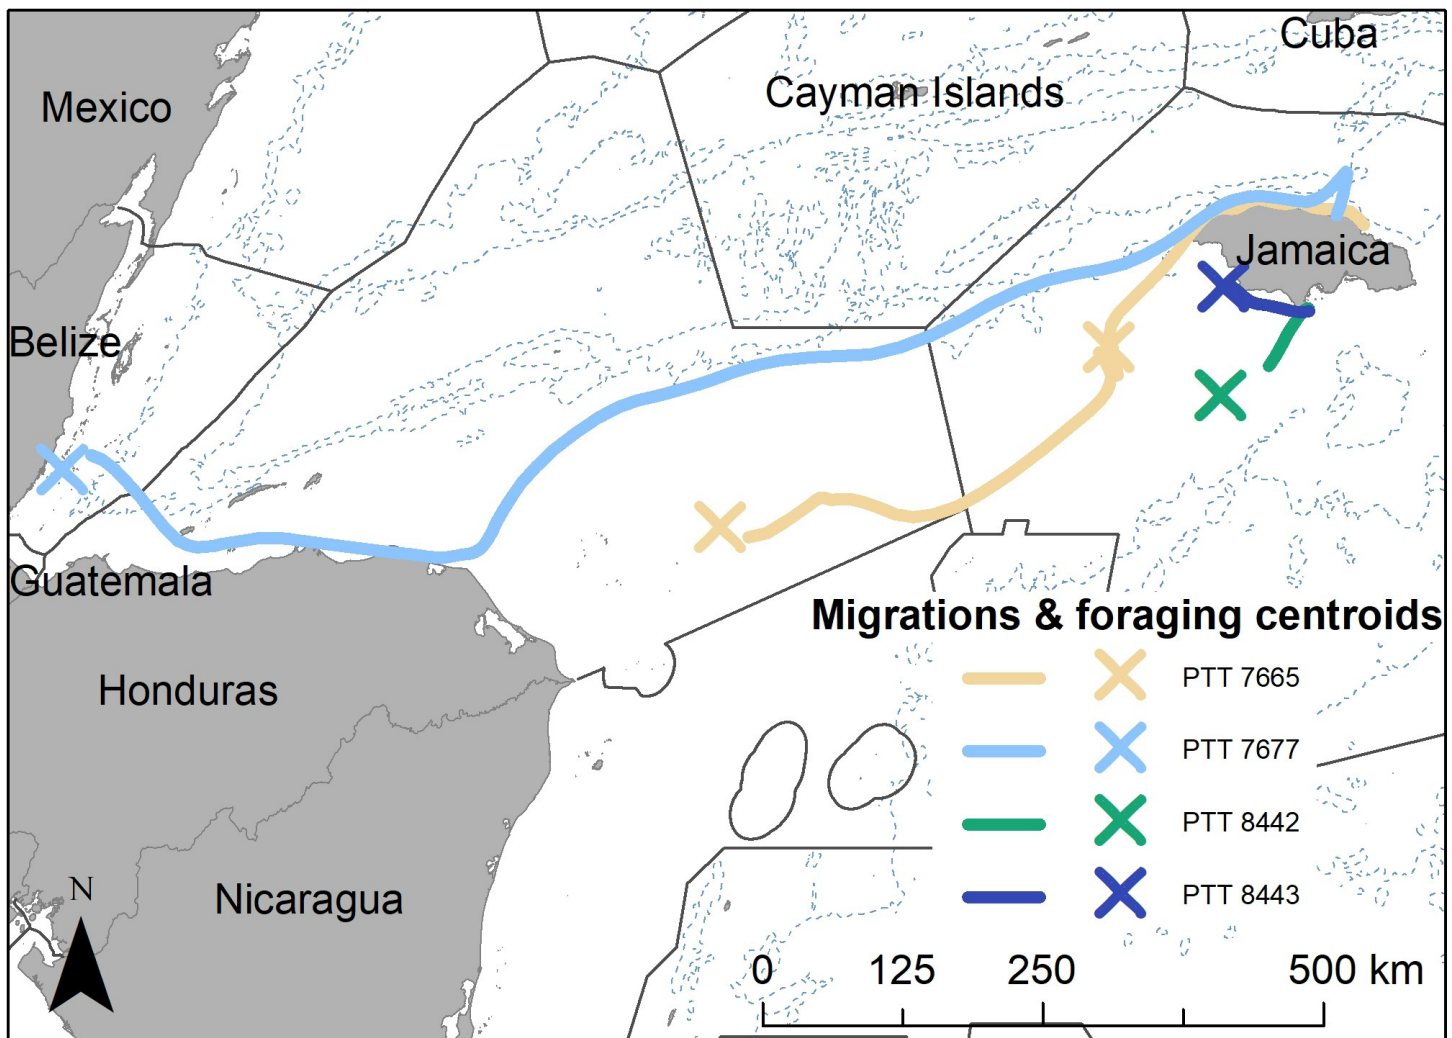 Cuba
Mexico
Cayman Islands
Jamaica
Belize
Guatemala
Migrations & foraging centroids
Honduras
PTT 7665
PTT 7677
PTT 8442
Nicaragua
PTT 8443
N
0 125 250 500 km